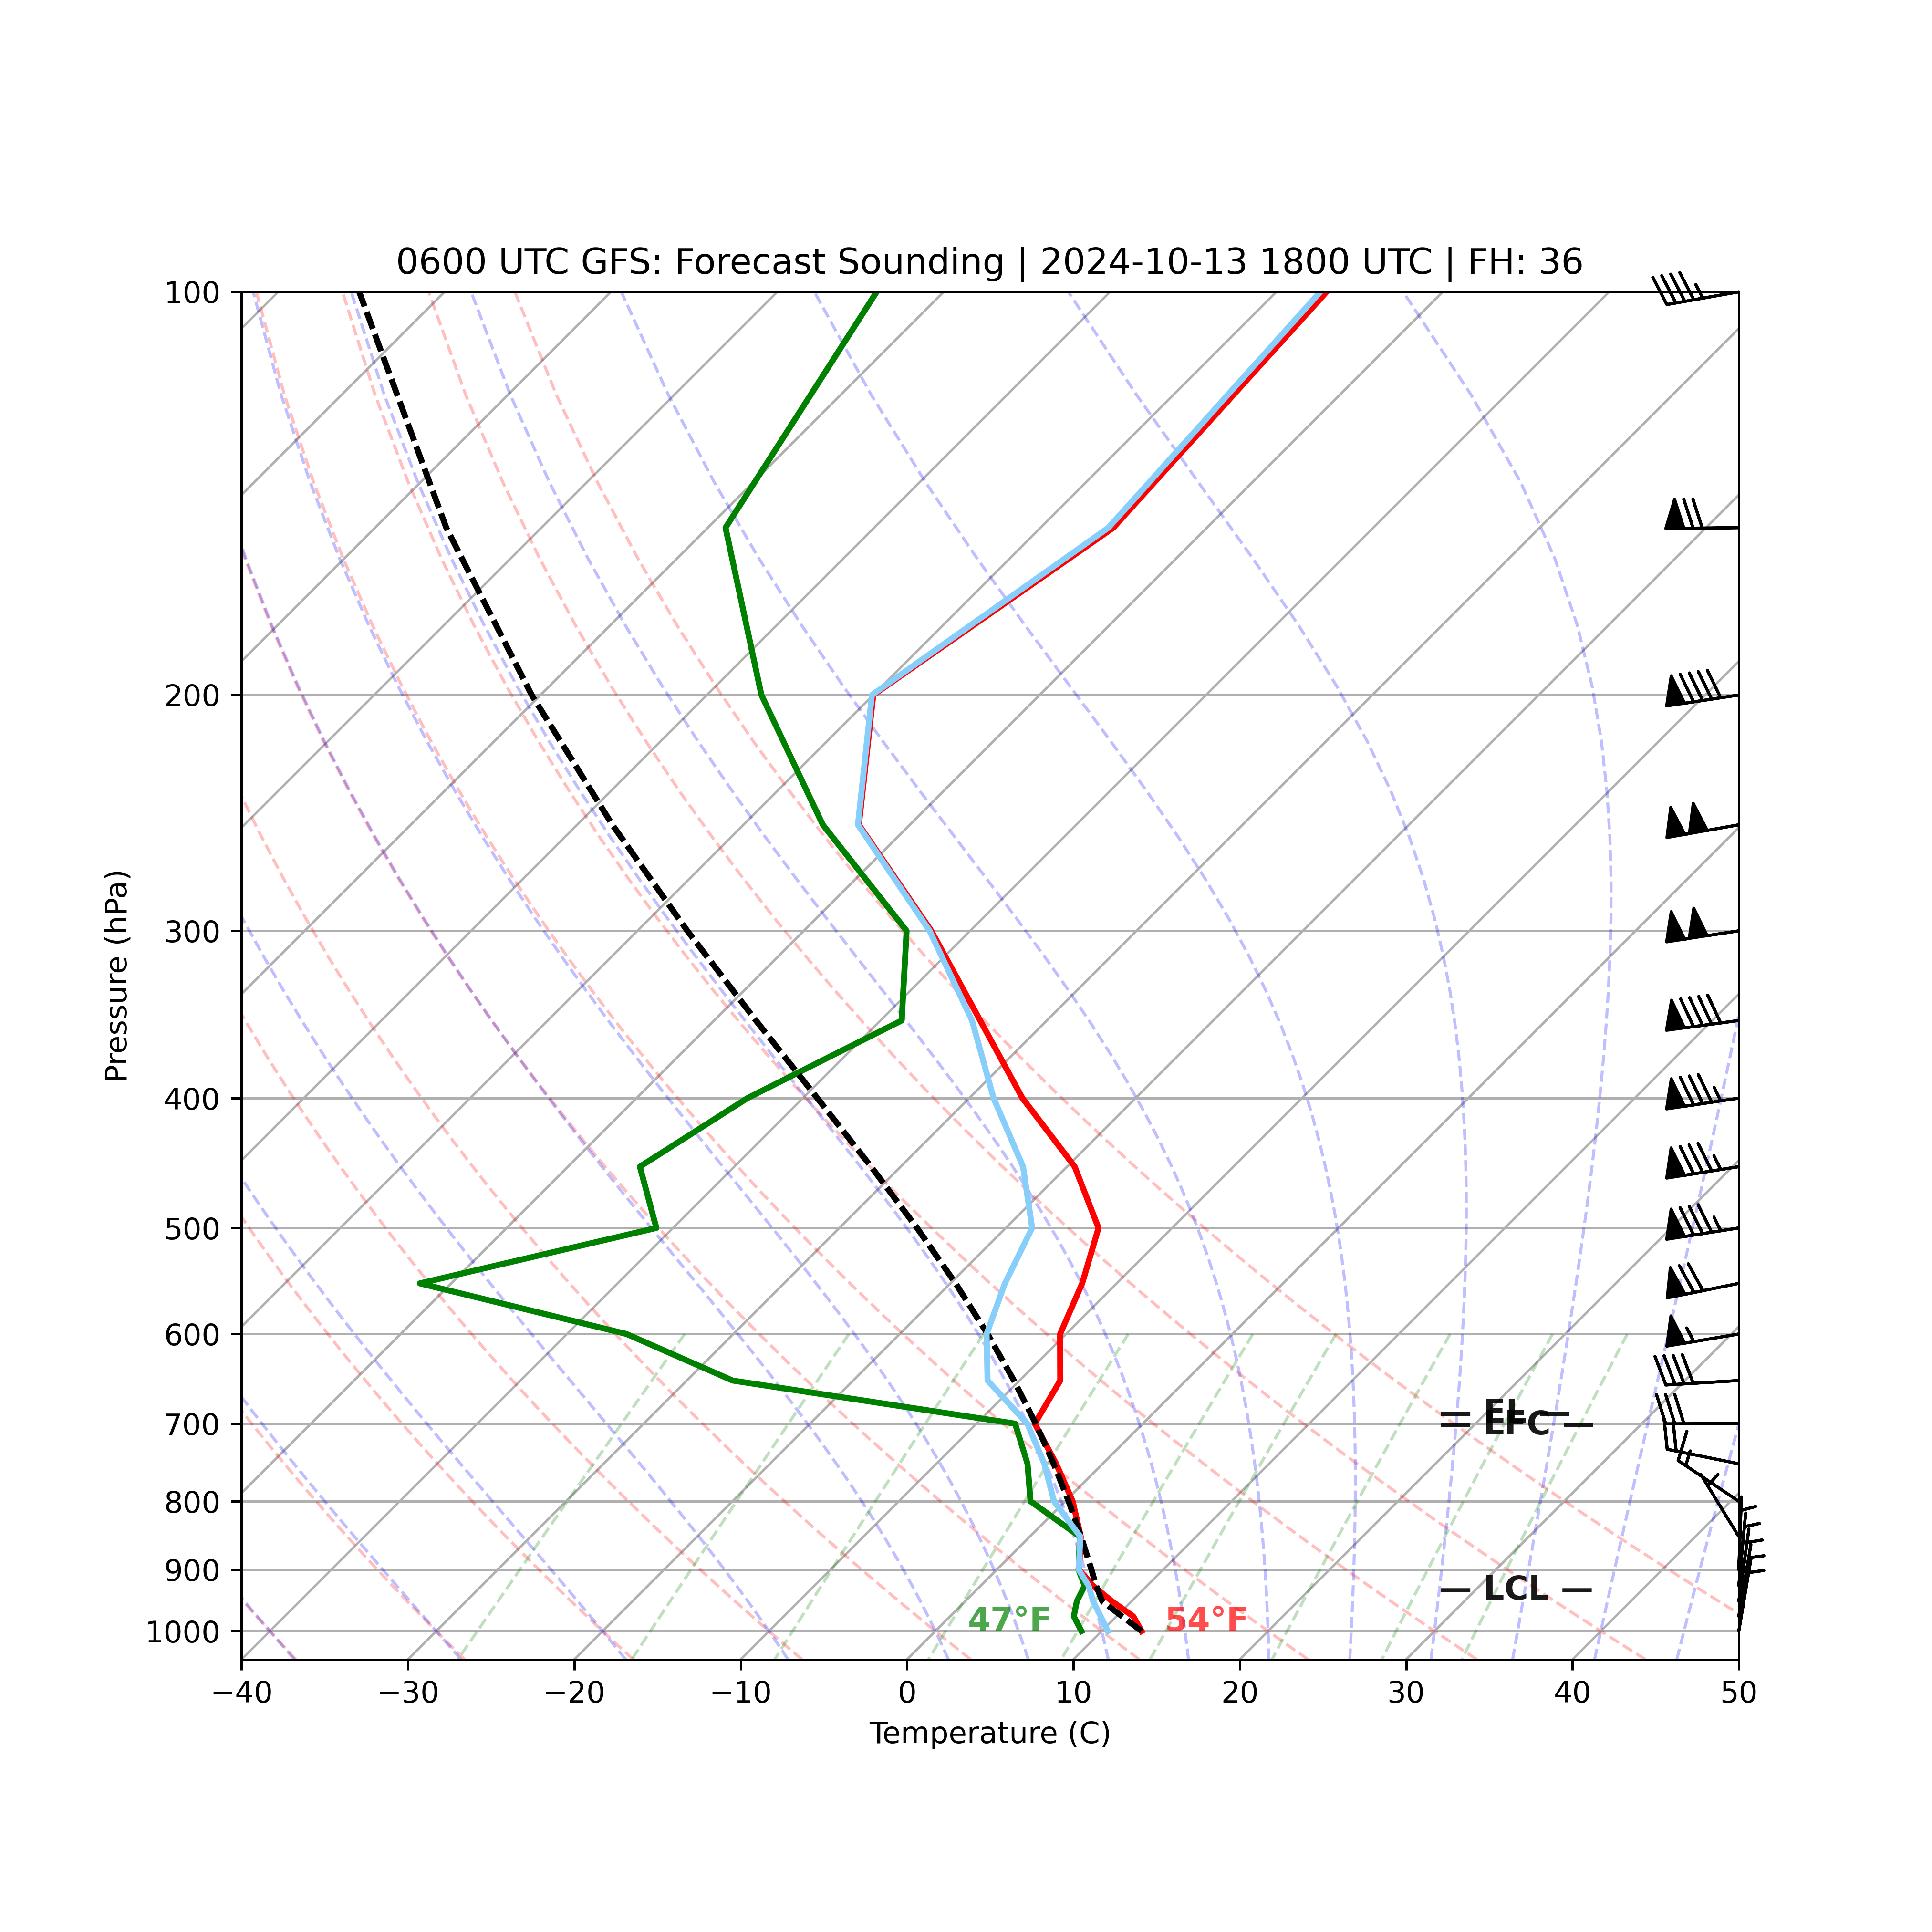 0600 UTC GFS: Forecast Sounding | 2024-10-13 1800 UTC | FH: 36
100
200
300
400
500
600
700
800
900
1000
Pressure (hPa)
— EL —
— LFC —
— LCL —
47°F
54°F
−40 −30 −20 −10 0 10 20 30 40 50
Temperature (C)